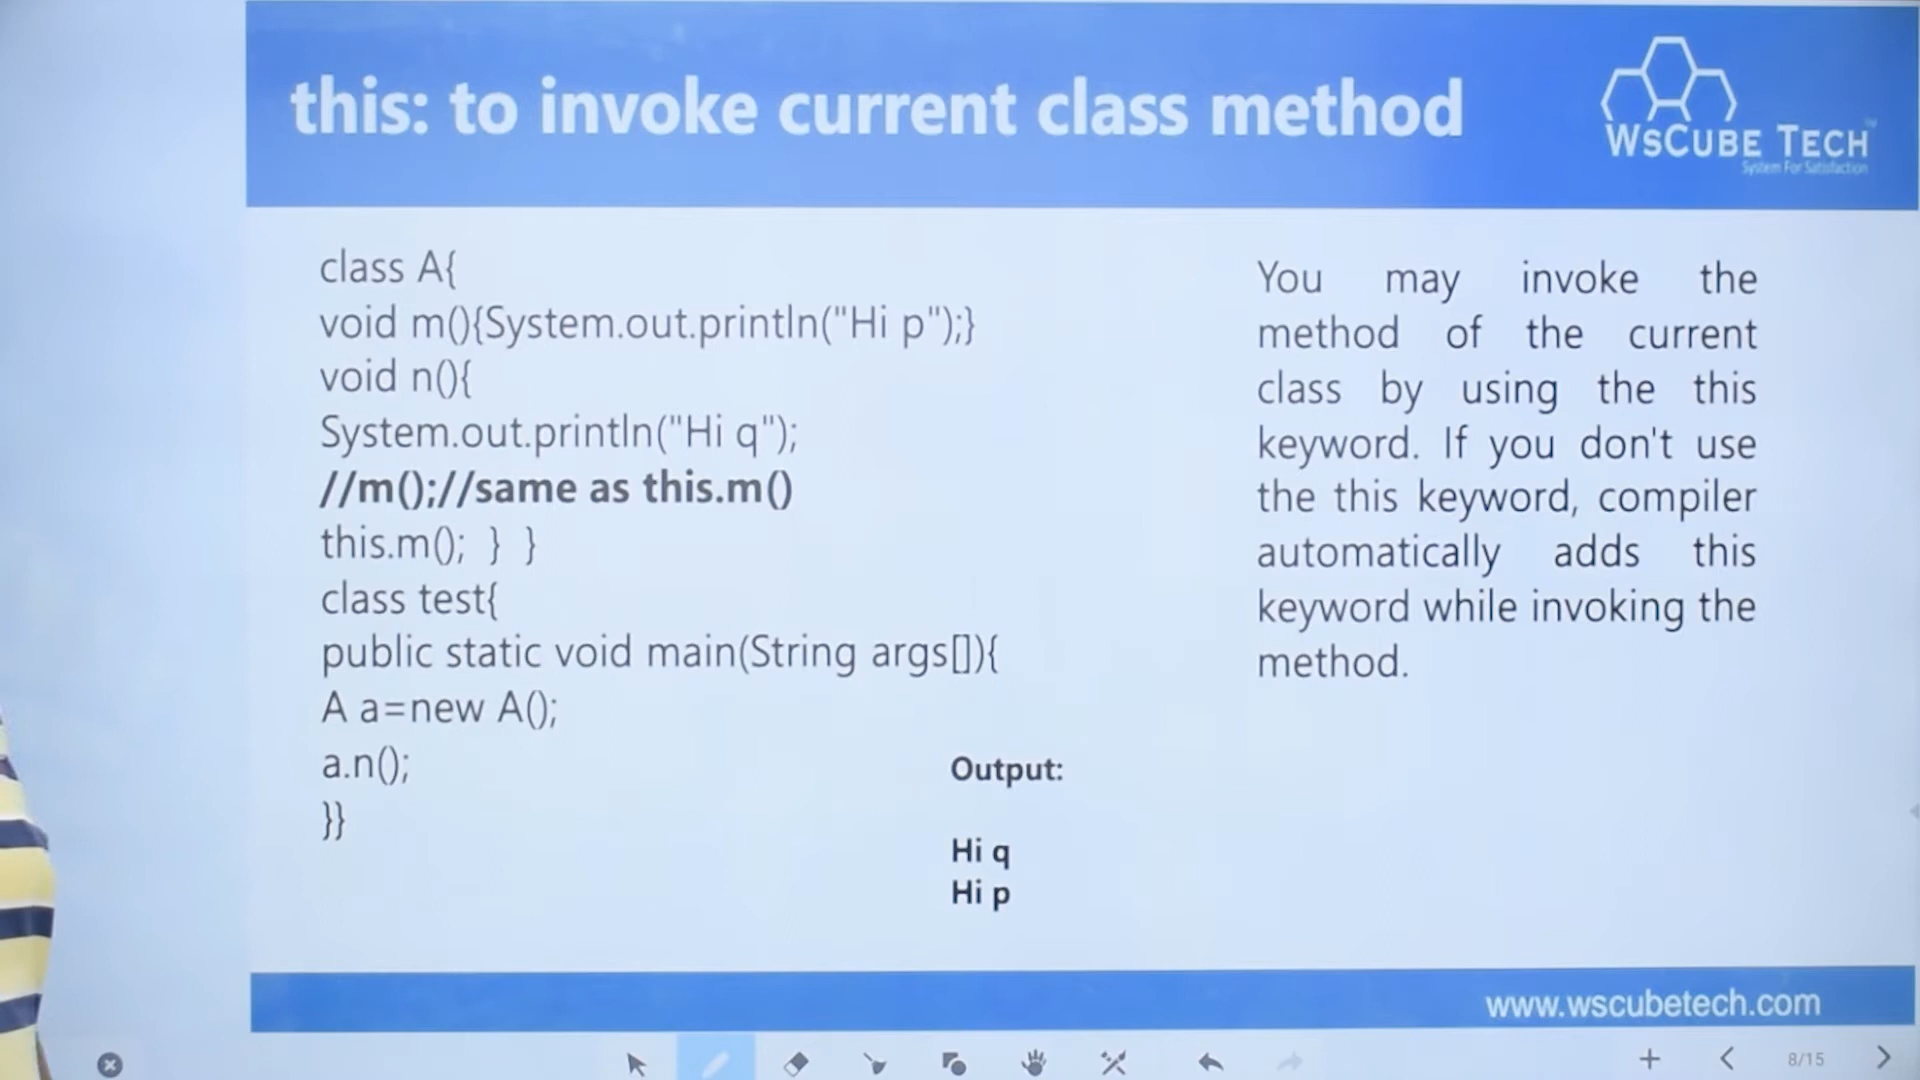 this: to invoke current class method
WSCUBE TECH
System For Satisfaction
class A{
void m(){System.out.println("Hi p");}
void n(){
System.out.println("Hi q");
//m();//same as this.m()
this.m(); } }
class test{
public static void main(String args[]){
A a=new A();
a.n();
}}
Output:
Hi q
Hi p
You may invoke the
method of the current
class by using the this
keyword. If you don't use
the this keyword, compiler
automatically adds this
keyword while invoking the
method.
www.wscubetech.com
8/15